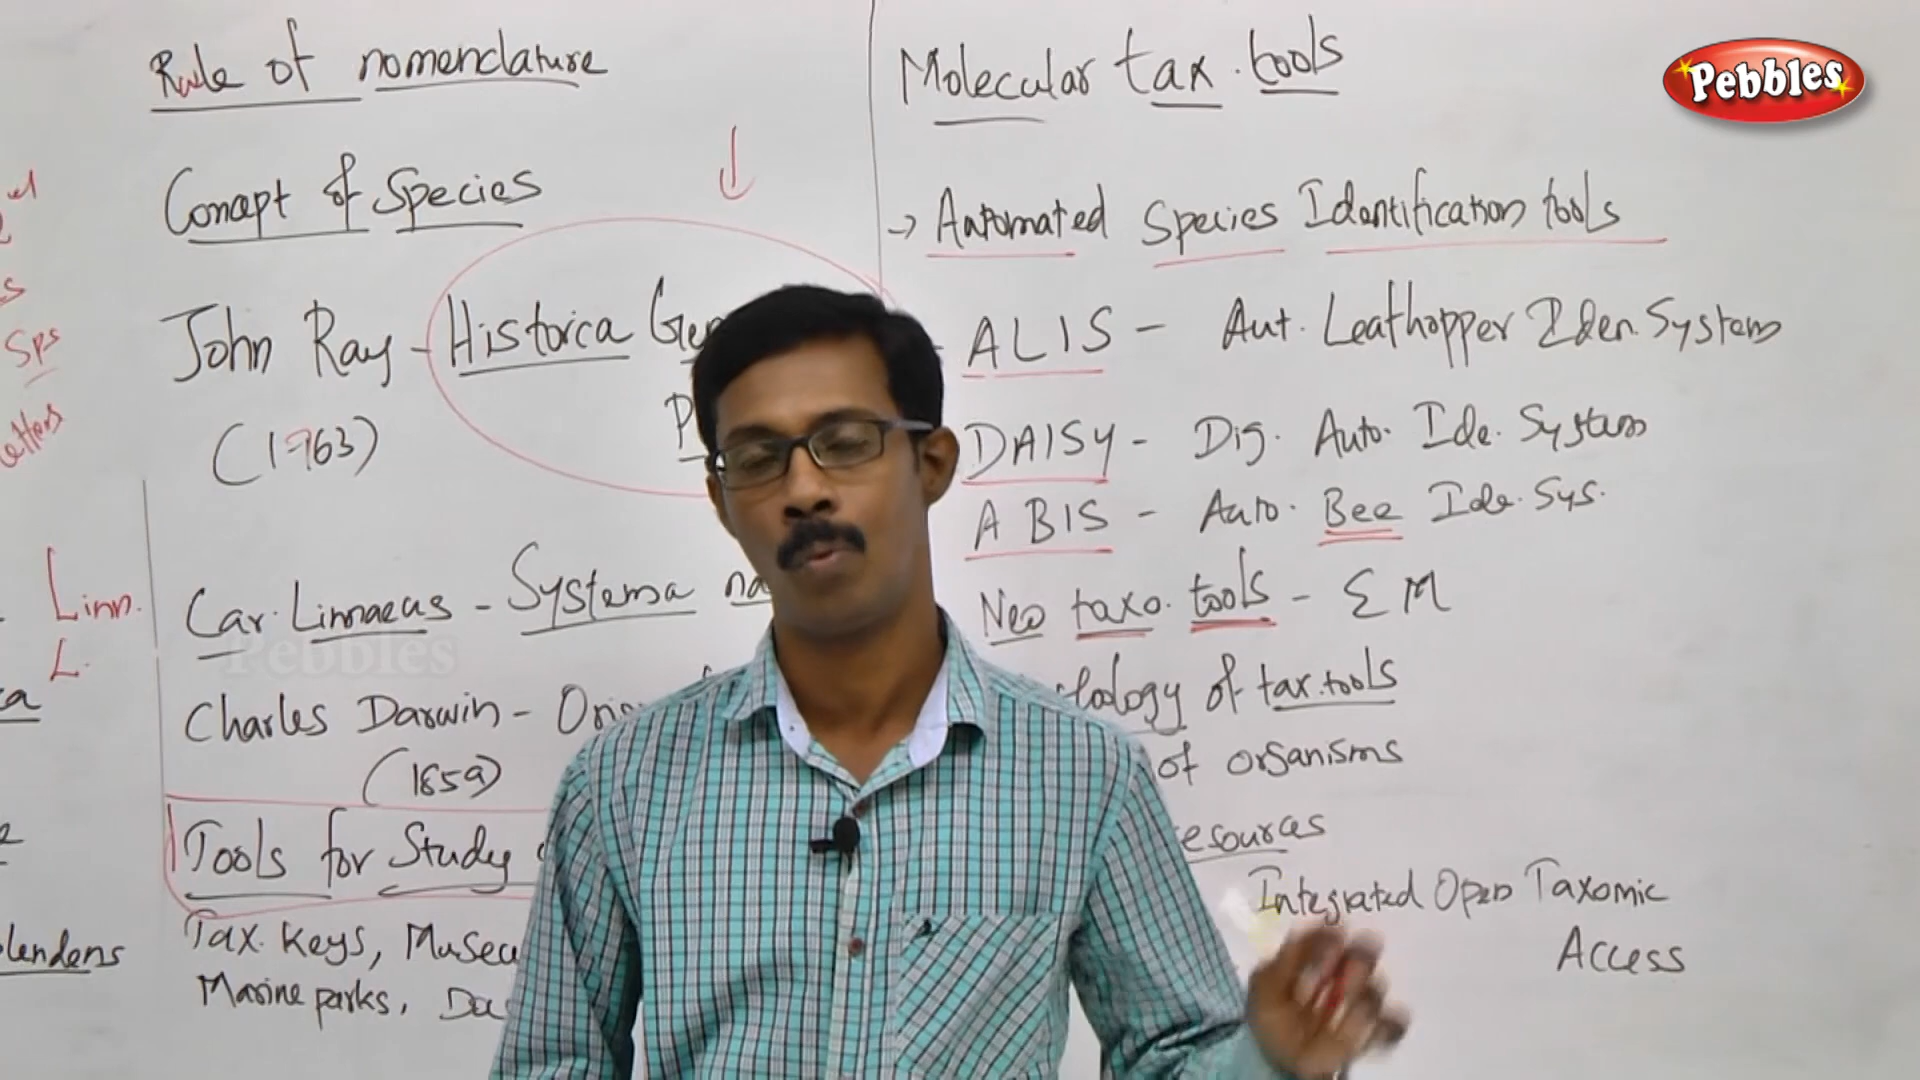 Rule of nomenclature
Concept of Species
John Ray - Historica
(1763)
Linn.
L.
Car. Linnaeus - Systema
Charles Darwin -
(1859)
Tools for Study
Tax. Keys,
Marine parks,
Sps
Molecular tax. tools
→ Automated Species Identification tools
ALIS - Aut. Leafhopper Iden. System
DAISY - Dig. Auto. Ide. System
ABIS - Auto. Bee Ide. Sys.
Neo taxo. tools - EM
of tax. tools
of organisms
Integrated Open Taxomic
Access
Pebbles
Pebbles